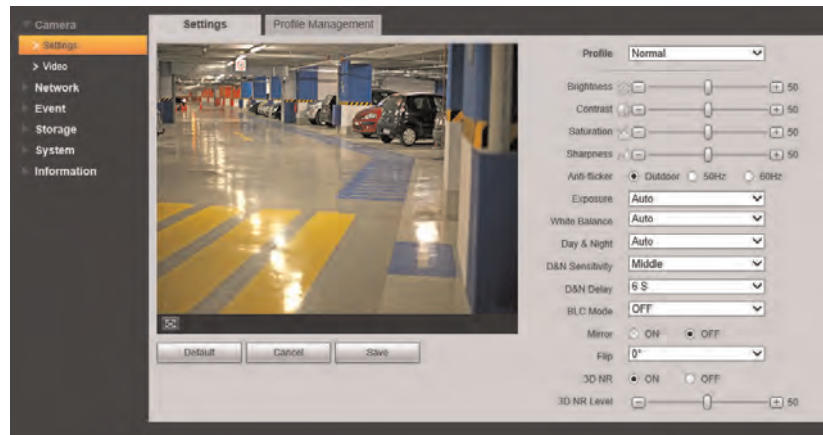 Camera
> Settings
> Video
Network
Event
Storage
System
Information
Settings
Profile Management
Default
Cancel
Save
Profile Normal
Brightness 50
Contrast 50
Saturation 50
Sharpness 50
Anti-flicker Outdoor 50Hz 60Hz
Exposure Auto
White Balance Auto
Day & Night Auto
D&N Sensitivity Middle
D&N Delay 6 S
BLC Mode OFF
Mirror ON OFF
Flip 0°
3D NR ON OFF
3D NR Level 50